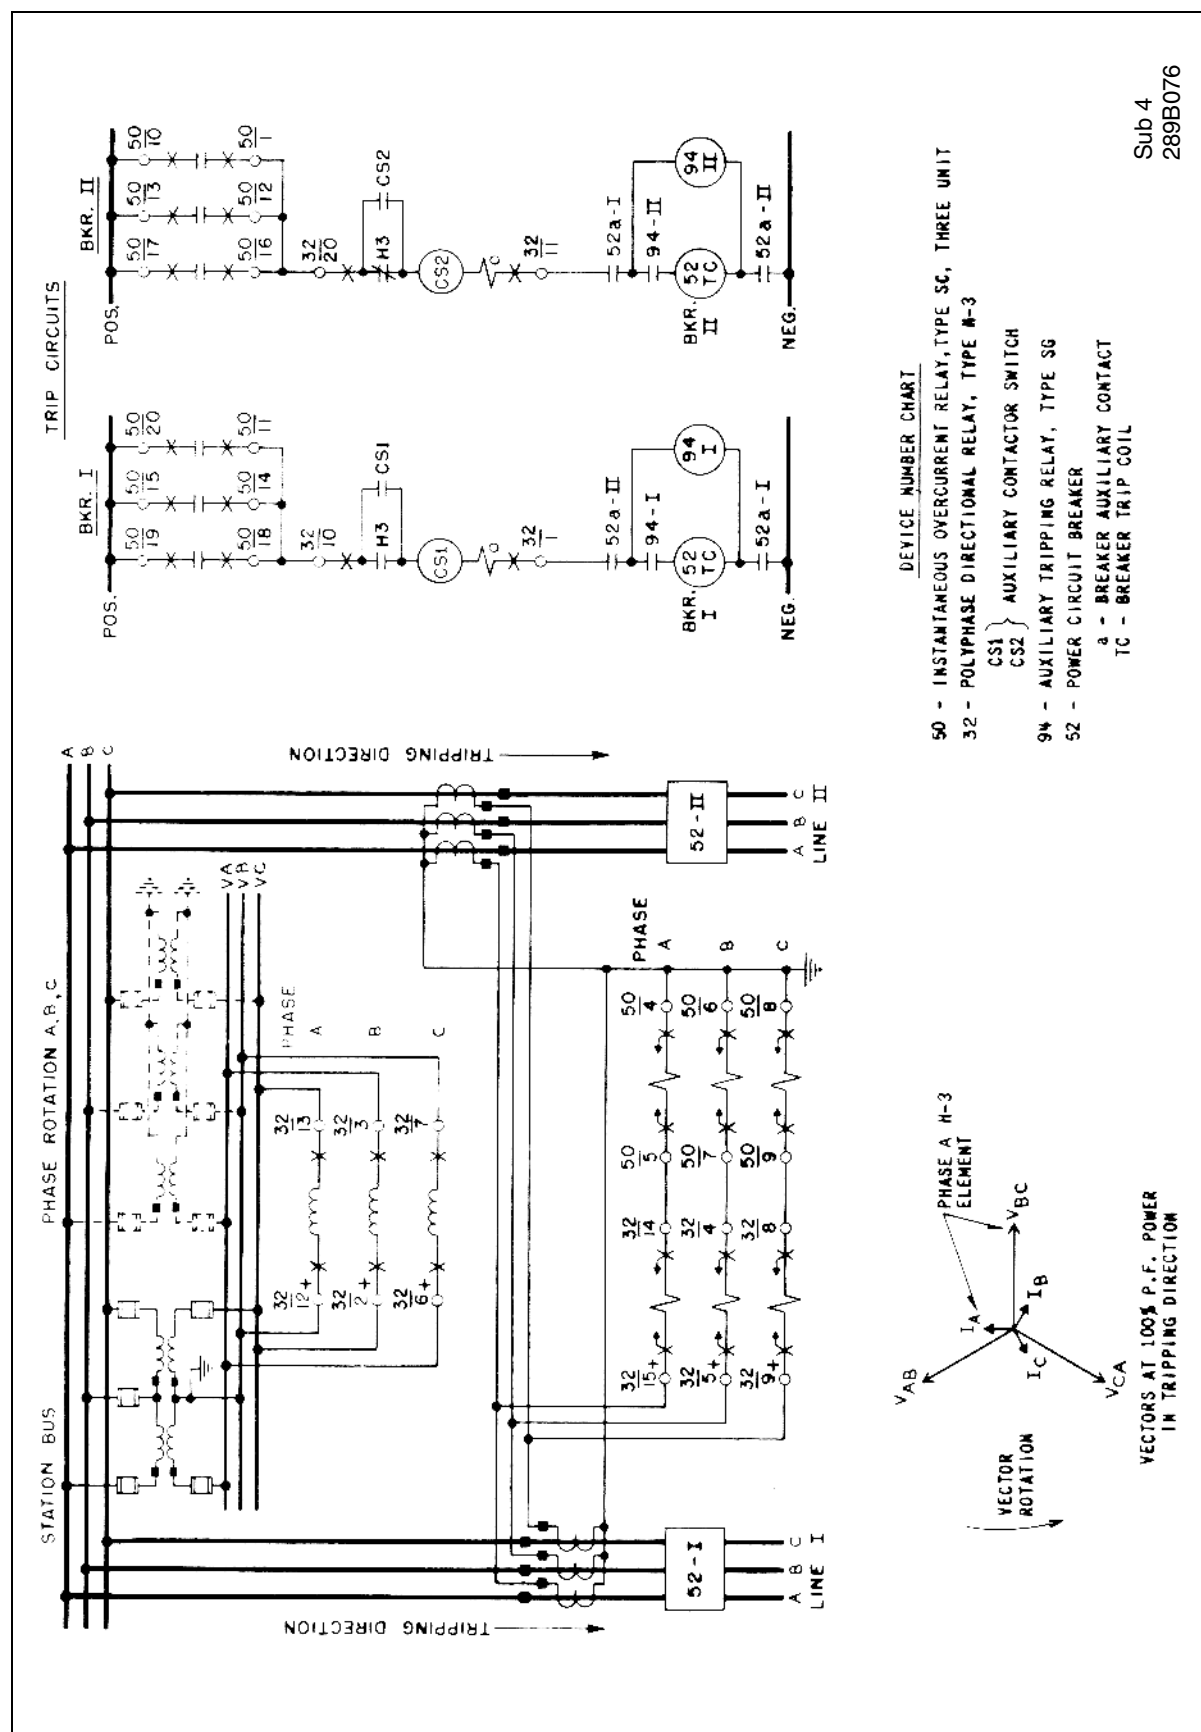 TRIP CIRCUITS
BKR. I
BKR. II
POS.
50
19
50
15
50
20
50
18
50
14
50
11
32
10
H3
CS1
CS1
32
1
52a-II
94-I
BKR.
I
52
TC
94
I
52a-I
NEG.
POS.
50
17
50
13
50
10
50
16
50
12
50
1
32
20
H3
CS2
CS2
32
11
52a-I
94-II
BKR.
II
52
TC
94
II
52a-II
NEG.
STATION BUS
PHASE ROTATION A,B,C
A
B
C
VA
VB
VC
PHASE
A
B
C
32
12+
32
13
32
2+
32
3
32
6+
32
7
TRIPPING DIRECTION
TRIPPING DIRECTION
PHASE
A
B
C
32
15+
32
14
50
5
50
4
32
5+
32
4
50
7
50
6
32
9+
32
8
50
9
50
8
52-I
A B C
LINE I
52-II
A B C
LINE II
DEVICE NUMBER CHART
50 - INSTANTANEOUS OVERCURRENT RELAY, TYPE SC, THREE UNIT
32 - POLYPHASE DIRECTIONAL RELAY, TYPE H-3
CS1
CS2
} AUXILIARY CONTACTOR SWITCH
94 - AUXILIARY TRIPPING RELAY, TYPE SG
52 - POWER CIRCUIT BREAKER
a - BREAKER AUXILIARY CONTACT
TC - BREAKER TRIP COIL
VECTOR
ROTATION
VAB
IA
IB
IC
VBC
VCA
PHASE A H-3
ELEMENT
VECTORS AT 100% P.F. POWER
IN TRIPPING DIRECTION
Sub 4
289B076